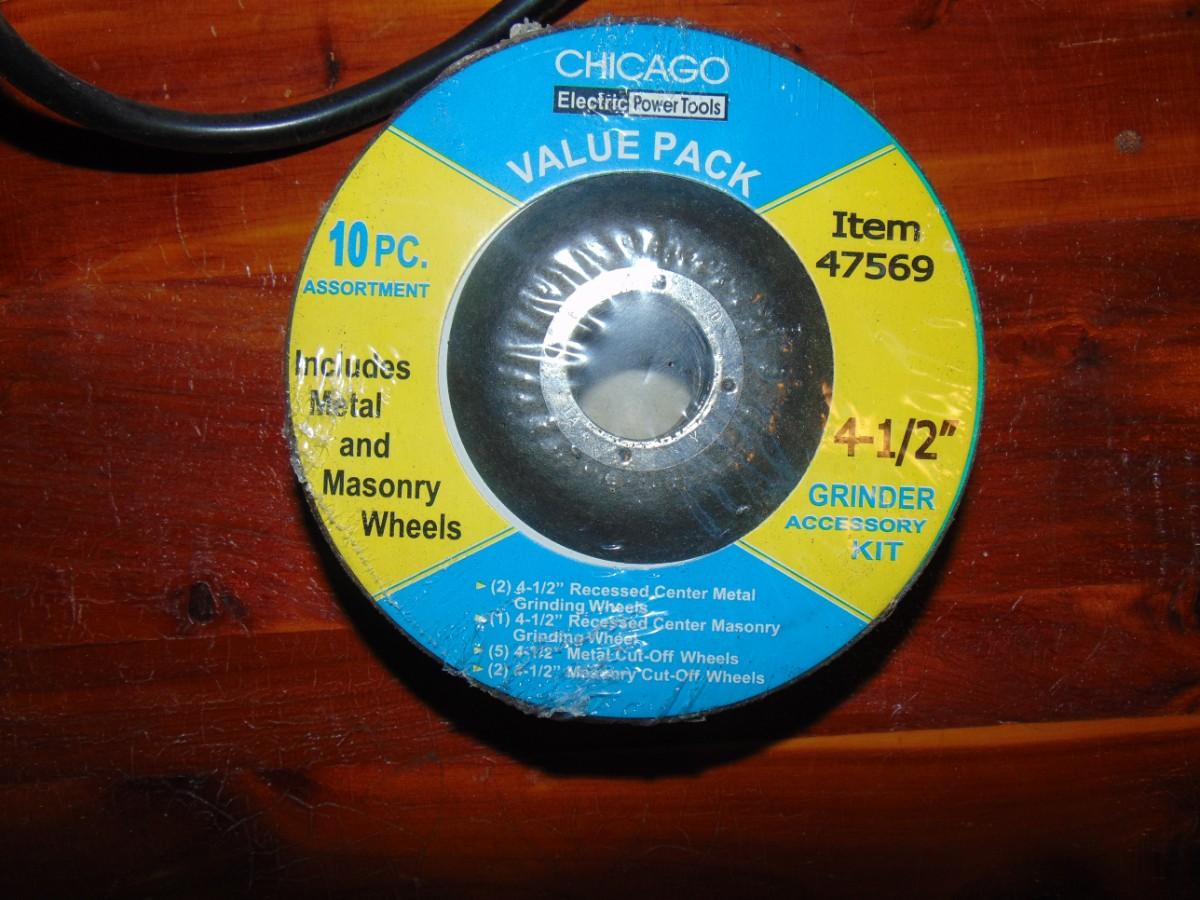 CHICAGO
Electric Power Tools
VALUE PACK
10 PC.
ASSORTMENT
Includes
Metal
and
Masonry
Wheels
Item
47569
4-1/2”
GRINDER
ACCESSORY
KIT
(2) 4-1/2” Recessed Center Metal
Grinding Wheels
(1) 4-1/2” Recessed Center Masonry
Grinding Wheel
(5) 4-1/2” Metal Cut-Off Wheels
(2) 4-1/2” Masonry Cut-Off Wheels